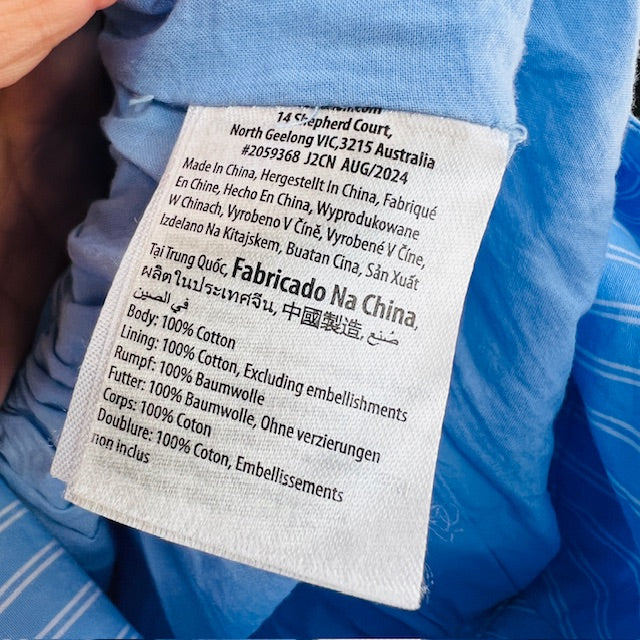 14 Shepherd Court,
North Geelong VIC,3215 Australia
#2059368 J2CN AUG/2024
Made In China, Hergestellt In China, Fabriqué
En Chine, Hecho En China, Wyprodukowane
W Chinach, Vyrobeno V Číně, Vyrobené V Číne,
Izdelano Na Kitajskem, Buatan Cina, Sản Xuất
Tại Trung Quốc, Fabricado Na China,
ผลิตในประเทศจีน, 中國製造, صنع
في الصين
Body: 100% Cotton
Lining: 100% Cotton, Excluding embellishments
Rumpf: 100% Baumwolle
Futter: 100% Baumwolle, Ohne verzierungen
Corps: 100% Coton
Doublure: 100% Coton, Embellissements
non inclus